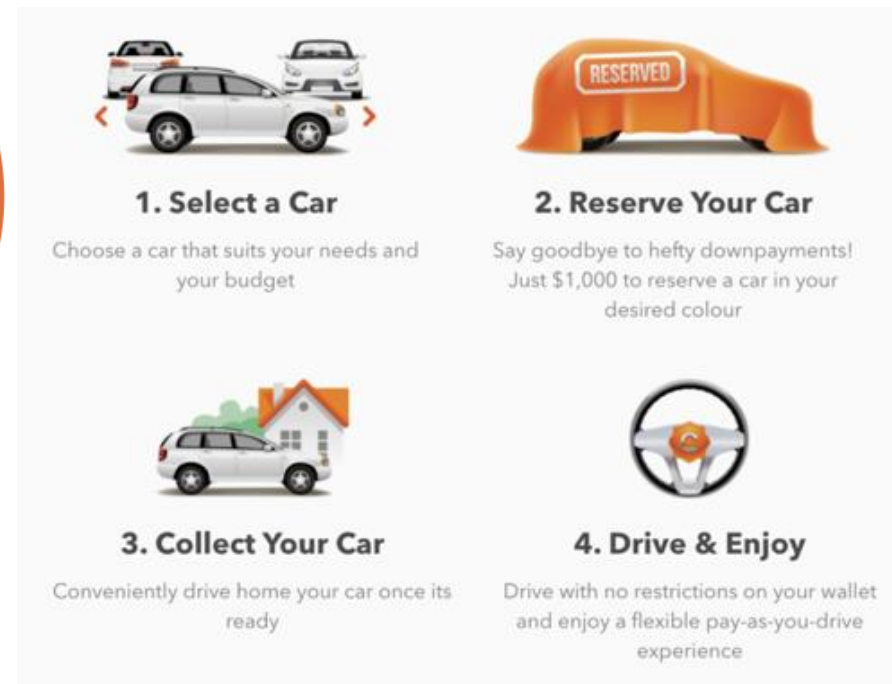 1. Select a Car
Choose a car that suits your needs and
your budget
RESERVED
2. Reserve Your Car
Say goodbye to hefty downpayments!
Just $1,000 to reserve a car in your
desired colour
3. Collect Your Car
Conveniently drive home your car once its
ready
C
4. Drive & Enjoy
Drive with no restrictions on your wallet
and enjoy a flexible pay-as-you-drive
experience